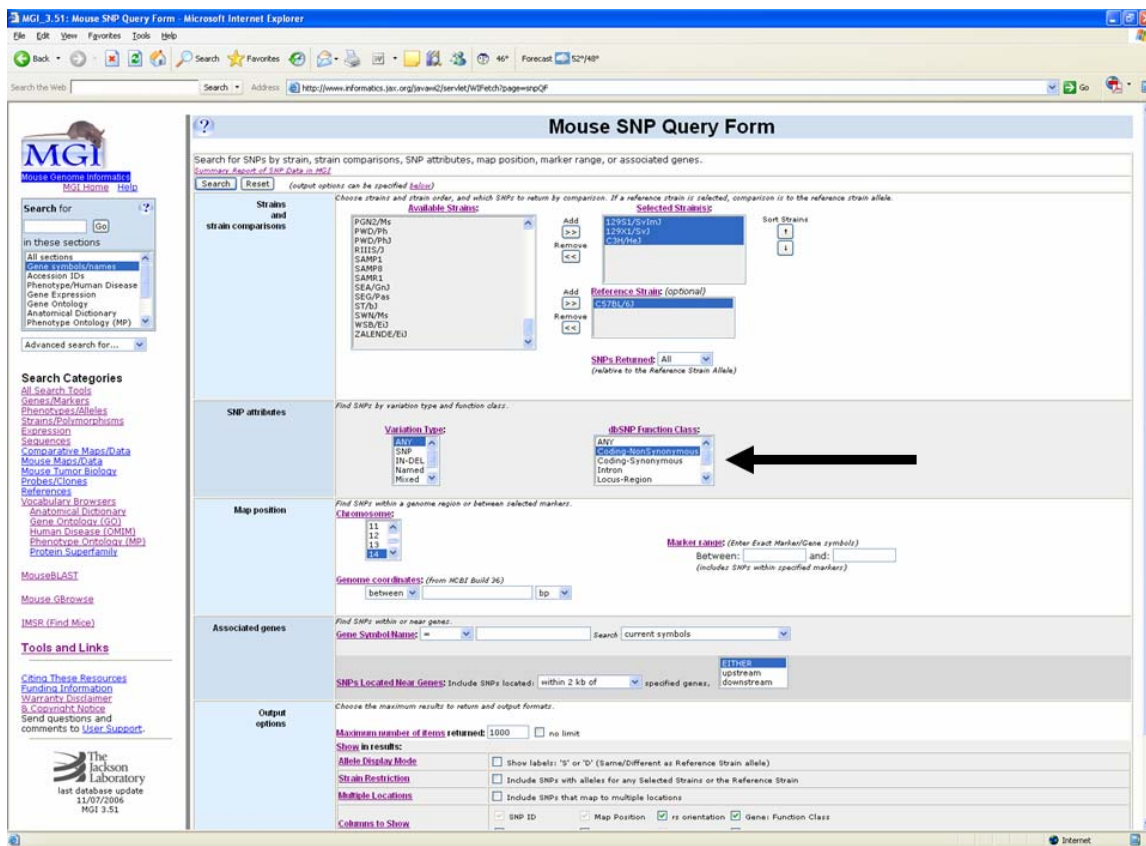 MGI_3.51: Mouse SNP Query Form - Microsoft Internet Explorer
File Edit View Favorites Tools Help
Back Search Favorites 46° Forecast 52°/48°
Search the Web Search Address http://www.informatics.jax.org/javawi2/servlet/WIFetch?page=snpQF Go
MGI
Mouse Genome Informatics
MGI Home Help
Search for
Go
in these sections
All sections
Gene symbols/names
Accession IDs
Phenotype/Human Disease
Gene Expression
Gene Ontology
Anatomical Dictionary
Phenotype Ontology (MP)
Advanced search for...
Search Categories
All Search Tools
Genes/Markers
Phenotypes/Alleles
Strains/Polymorphisms
Expression
Sequences
Comparative Maps/Data
Mouse Maps/Data
Mouse Tumor Biology
Probes/Clones
References
Vocabulary Browsers
Anatomical Dictionary
Gene Ontology (GO)
Human Disease (OMIM)
Phenotype Ontology (MP)
Protein Superfamily
MouseBLAST
Mouse GBrowse
IMSR (Find Mice)
Tools and Links
Citing These Resources
Funding Information
Warranty Disclaimer
& Copyright Notice
Send questions and
comments to User Support.
The
Jackson
Laboratory
last database update
11/07/2006
MGI 3.51
? Mouse SNP Query Form
Search for SNPs by strain, strain comparisons, SNP attributes, map position, marker range, or associated genes.
Summary Report of SNP Data in MGI
Search Reset (output options can be specified below)
Strains
and
strain comparisons
Choose strains and strain order, and which SNPs to return by comparison. If a reference strain is selected, comparison is to the reference strain allele.
Available Strains:
PGN2/Ms
PWD/Ph
PWD/PhJ
RIIIS/J
SAMP1
SAMP8
SAMR1
SEA/GnJ
SEG/Pas
ST/bJ
SWN/Ms
WSB/EiJ
ZALENDE/EiJ
Add
>>
Remove
<<
Selected Strain(s):
129S1/SvImJ
129X1/SvJ
C3H/HeJ
Sort Strains
↑
↓
Add
>>
Remove
<<
Reference Strain: (optional)
C57BL/6J
SNPs Returned: All
(relative to the Reference Strain Allele)
SNP attributes
Find SNPs by variation type and function class.
Variation Type:
ANY
SNP
IN-DEL
Named
Mixed
dbSNP Function Class:
ANY
Coding-NonSynonymous
Coding-Synonymous
Intron
Locus-Region
Map position
Find SNPs within a genome region or between selected markers.
Chromosome:
11
12
13
14
Marker range: (Enter Exact Marker/Gene symbols)
Between: and:
(includes SNPs within specified markers)
Genome coordinates: (from NCBI Build 36)
between bp
Associated genes
Find SNPs within or near genes.
Gene Symbol/Name: = Search current symbols
SNPs Located Near Genes: Include SNPs located: within 2 kb of specified genes.
EITHER
upstream
downstream
Output
options
Choose the maximum results to return and output formats.
Maximum number of items returned: 1000 no limit
Show in results:
Allele Display Mode Show labels: 'S' or 'D' (Same/Different as Reference Strain allele)
Strain Restriction Include SNPs with alleles for any Selected Strains or the Reference Strain
Multiple Locations Include SNPs that map to multiple locations
Columns to Show SNP ID Map Position rs orientation Gene: Function Class
Internet